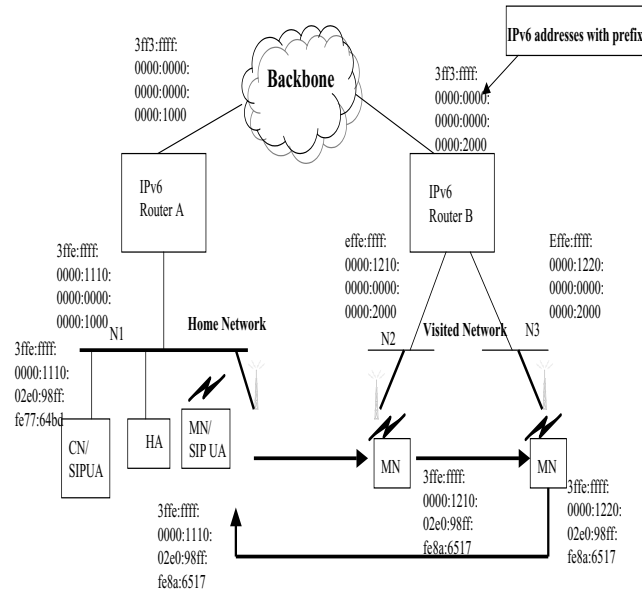 IPv6 addresses with prefix
3ff3:ffff:
0000:0000:
0000:0000:
0000:1000
Backbone
3ff3:ffff:
0000:0000:
0000:0000:
0000:2000
IPv6
Router A
IPv6
Router B
3ffe:ffff:
0000:1110:
0000:0000:
0000:1000
effe:ffff:
0000:1210:
0000:0000:
0000:2000
Effe:ffff:
0000:1220:
0000:0000:
0000:2000
N1
Home Network
N2
Visited Network
N3
3ffe:ffff:
0000:1110:
02e0:98ff:
fe77:64bd
CN/
SIPUA
HA
MN/
SIP UA
MN
MN
3ffe:ffff:
0000:1110:
02e0:98ff:
fe8a:6517
3ffe:ffff:
0000:1210:
02e0:98ff:
fe8a:6517
3ffe:ffff:
0000:1220:
02e0:98ff:
fe8a:6517